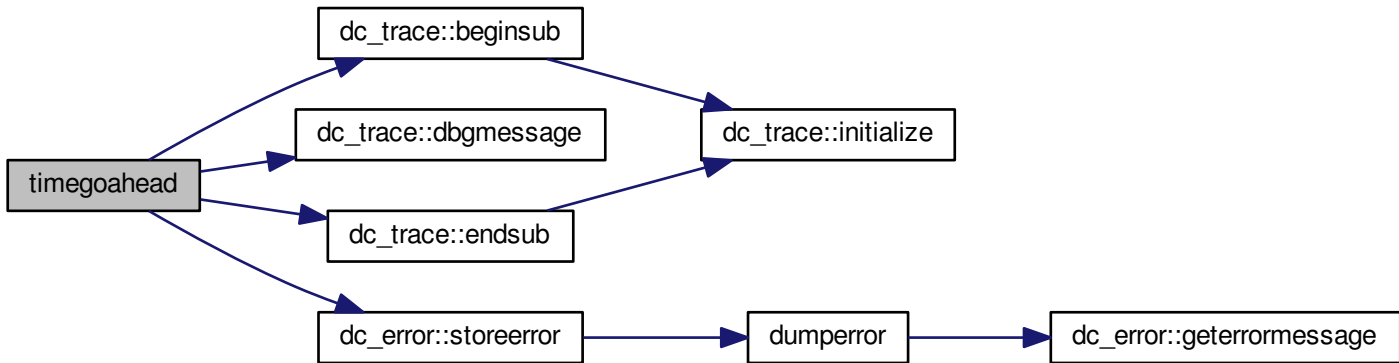 dc_trace::beginsub
dc_trace::dbgmessage
dc_trace::initialize
timegoahead
dc_trace::endsub
dc_error::storeerror
dumperror
dc_error::geterrormessage